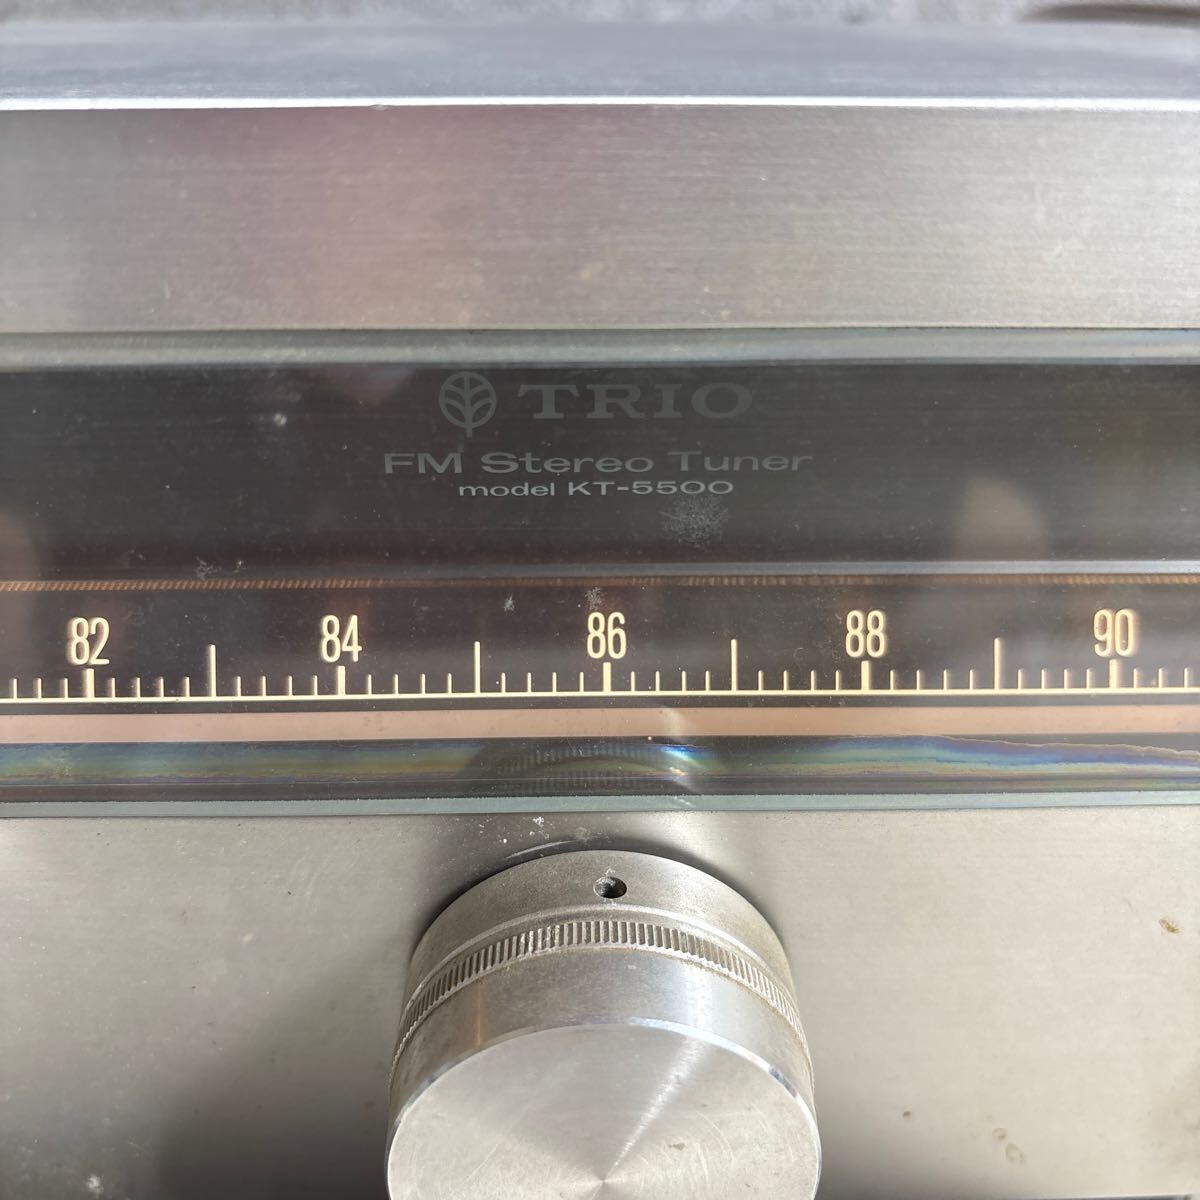 TRIO
FM Stereo Tuner
model KT-5500
82 84 86 88 90